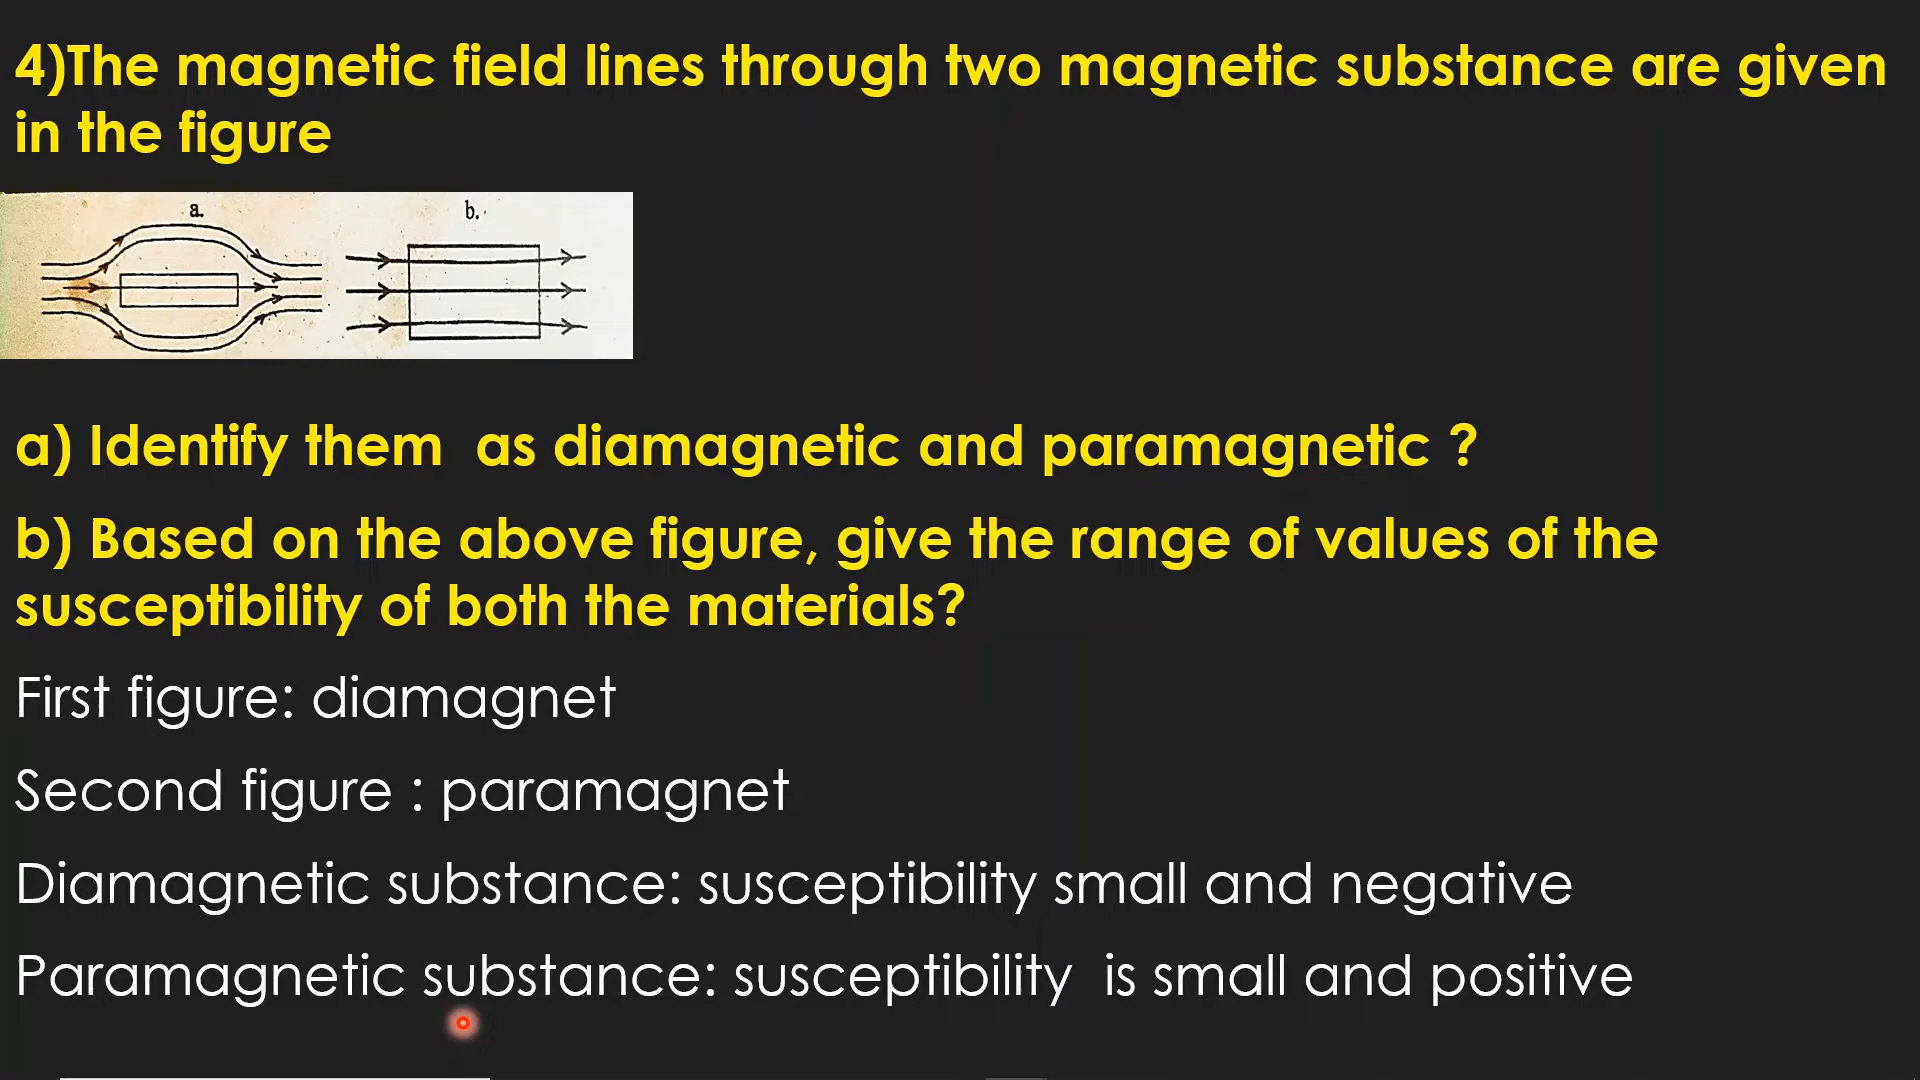 4)The magnetic field lines through two magnetic substance are given
in the figure
a. b.
a) Identify them as diamagnetic and paramagnetic ?
b) Based on the above figure, give the range of values of the
susceptibility of both the materials?
First figure: diamagnet
Second figure : paramagnet
Diamagnetic substance: susceptibility small and negative
Paramagnetic substance: susceptibility is small and positive